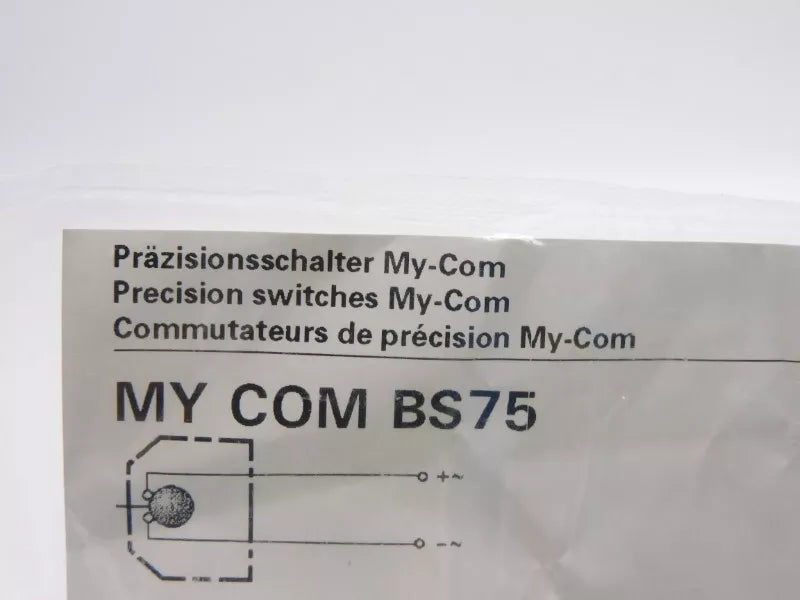 Präzisionsschalter My-Com
Precision switches My-Com
Commutateurs de précision My-Com
MY COM BS75
+~
-~